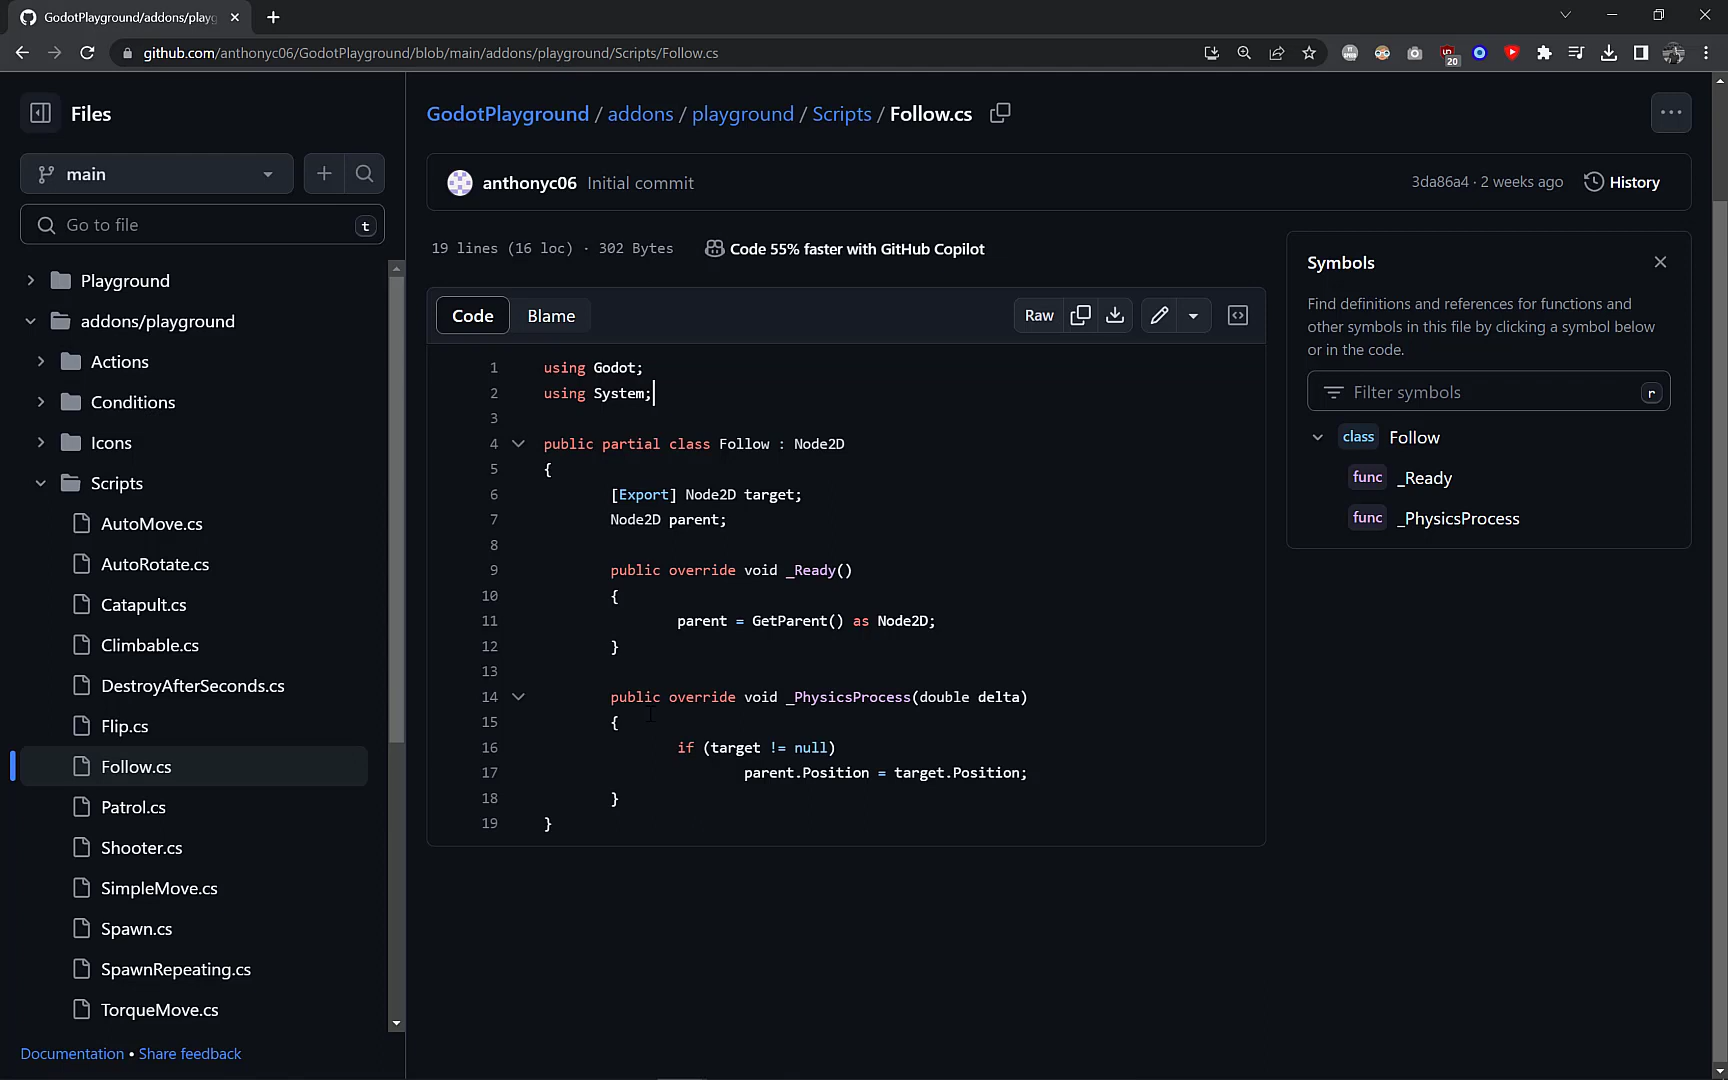 GodotPlayground/addons/play
github.com/anthonyc06/GodotPlayground/blob/main/addons/playground/Scripts/Follow.cs
20
Files
main
Go to file
t
Playground
addons/playground
Actions
Conditions
Icons
Scripts
AutoMove.cs
AutoRotate.cs
Catapult.cs
Climbable.cs
DestroyAfterSeconds.cs
Flip.cs
Follow.cs
Patrol.cs
Shooter.cs
SimpleMove.cs
Spawn.cs
SpawnRepeating.cs
TorqueMove.cs
Documentation • Share feedback
GodotPlayground / addons / playground / Scripts / Follow.cs
anthonyc06 Initial commit
3da86a4 · 2 weeks ago
History
19 lines (16 loc) · 302 Bytes
Code 55% faster with GitHub Copilot
Code
Blame
Raw
1 using Godot;
2 using System;
3
4 public partial class Follow : Node2D
5 {
6 [Export] Node2D target;
7 Node2D parent;
8
9 public override void _Ready()
10 {
11 parent = GetParent() as Node2D;
12 }
13
14 public override void _PhysicsProcess(double delta)
15 {
16 if (target != null)
17 parent.Position = target.Position;
18 }
19 }
Symbols
Find definitions and references for functions and
other symbols in this file by clicking a symbol below
or in the code.
Filter symbols
r
class Follow
func _Ready
func _PhysicsProcess